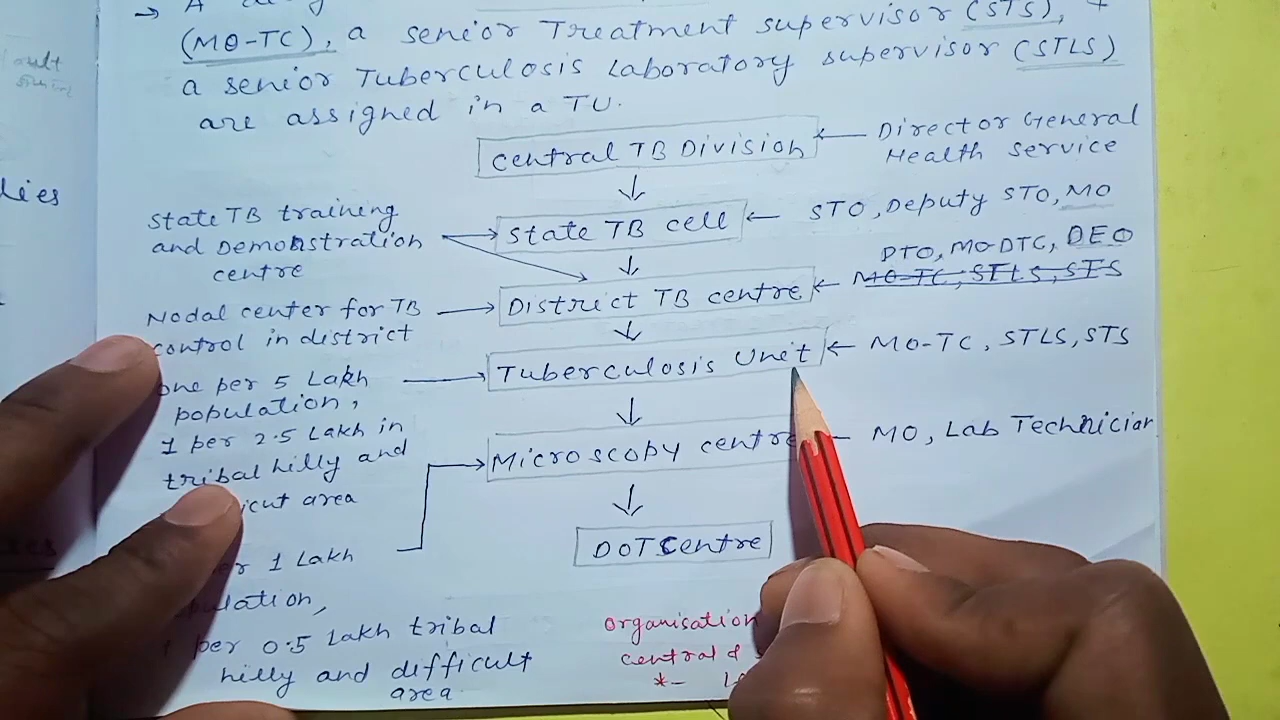 → A
(MO-TC), a senior Treatment supervisor (STS), +
a senior Tuberculosis Laboratory supervisor (STLS)
are assigned in a TU.
central TB Division ← Director General
Health service
↓
State TB training
and Demonstration
centre
State TB cell ← STO, Deputy STO, MO
↓
DTO, MO-DTC, DEO
District TB centre ← MO-TC, STLS, STS
Nodal center for TB
control in district
↓
Tuberculosis Unit ← MO-TC, STLS, STS
one per 5 Lakh
population,
1 per 2.5 Lakh in
tribal hilly and
area
↓
Microscopy centre MO, Lab Technician
↓
DOT centre
1 Lakh
per 0.5 Lakh tribal
hilly and difficult
area
organisation
central &
*-
lies